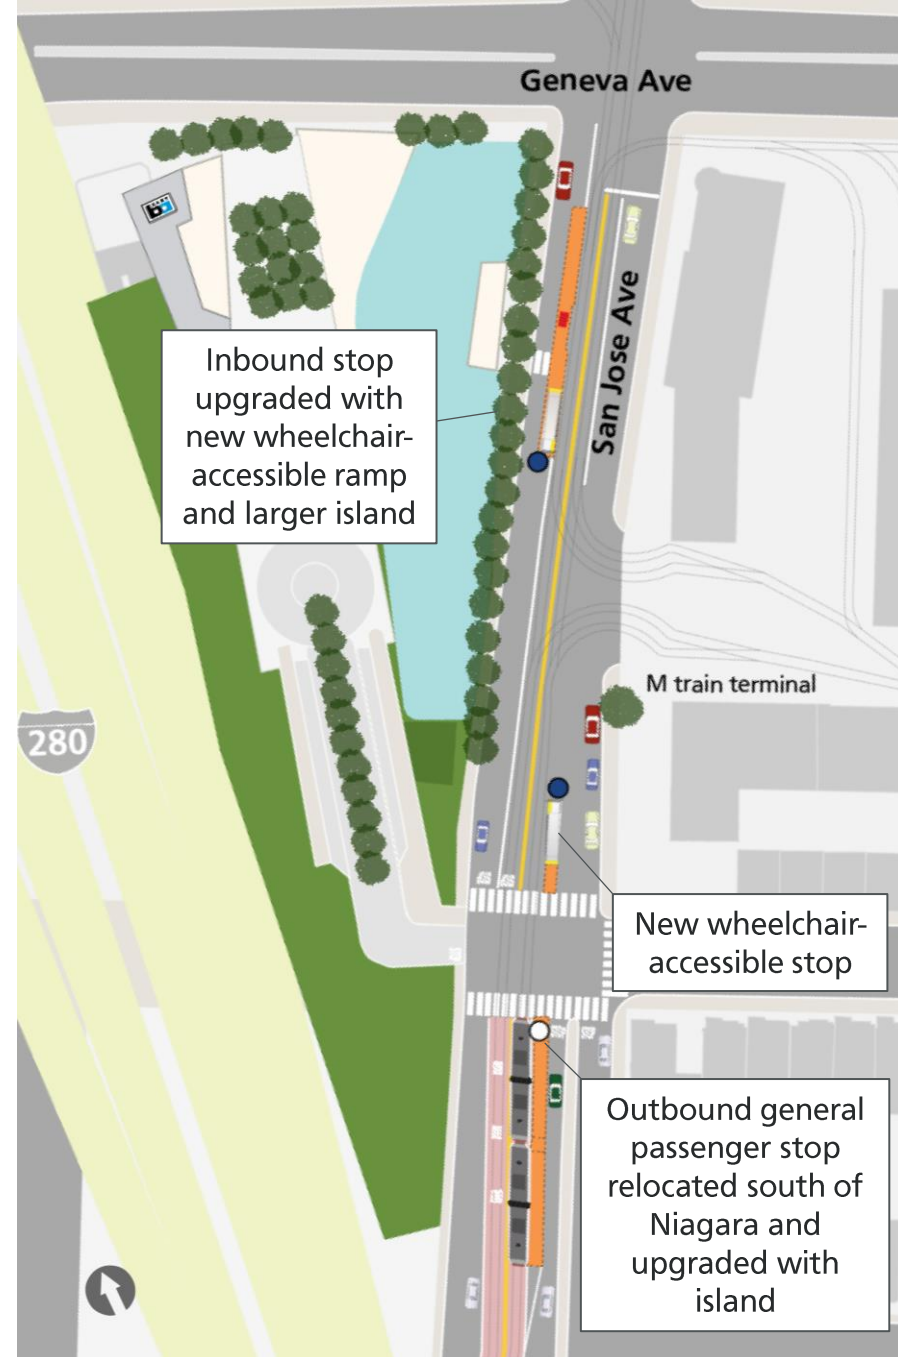 Geneva Ave
ba
San Jose Ave
Inbound stop
upgraded with
new wheelchair-
accessible ramp
and larger island
M train terminal
280
New wheelchair-
accessible stop
Outbound general
passenger stop
relocated south of
Niagara and
upgraded with
island